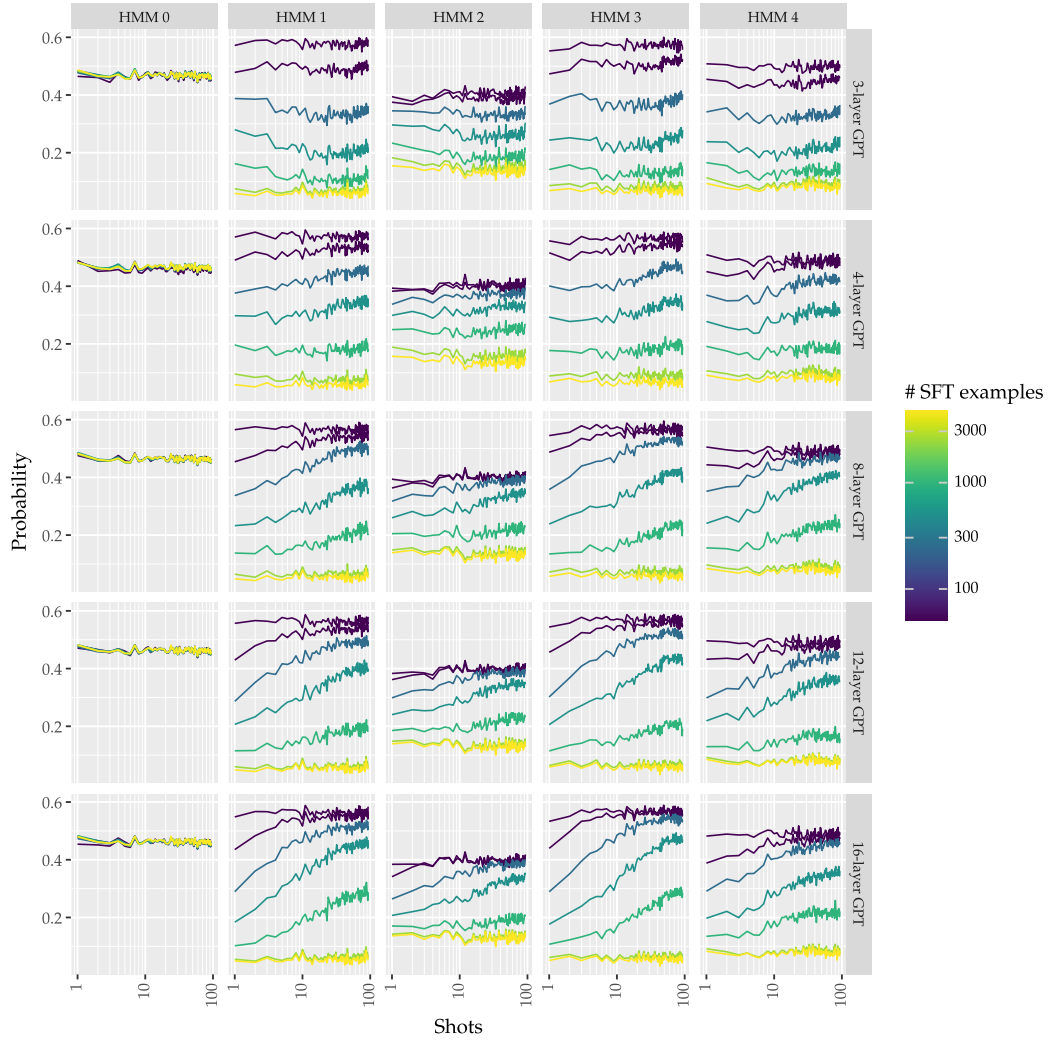 HMM 0 HMM 1 HMM 2 HMM 3 HMM 4
0.6
0.4
0.2
3-layer GPT
0.6
0.4
0.2
4-layer GPT
0.6
0.4
0.2
8-layer GPT
0.6
0.4
0.2
12-layer GPT
0.6
0.4
0.2
16-layer GPT
1 10 100 1 10 100 1 10 100 1 10 100 1 10 100
Shots
Probability
# SFT examples
3000
1000
300
100